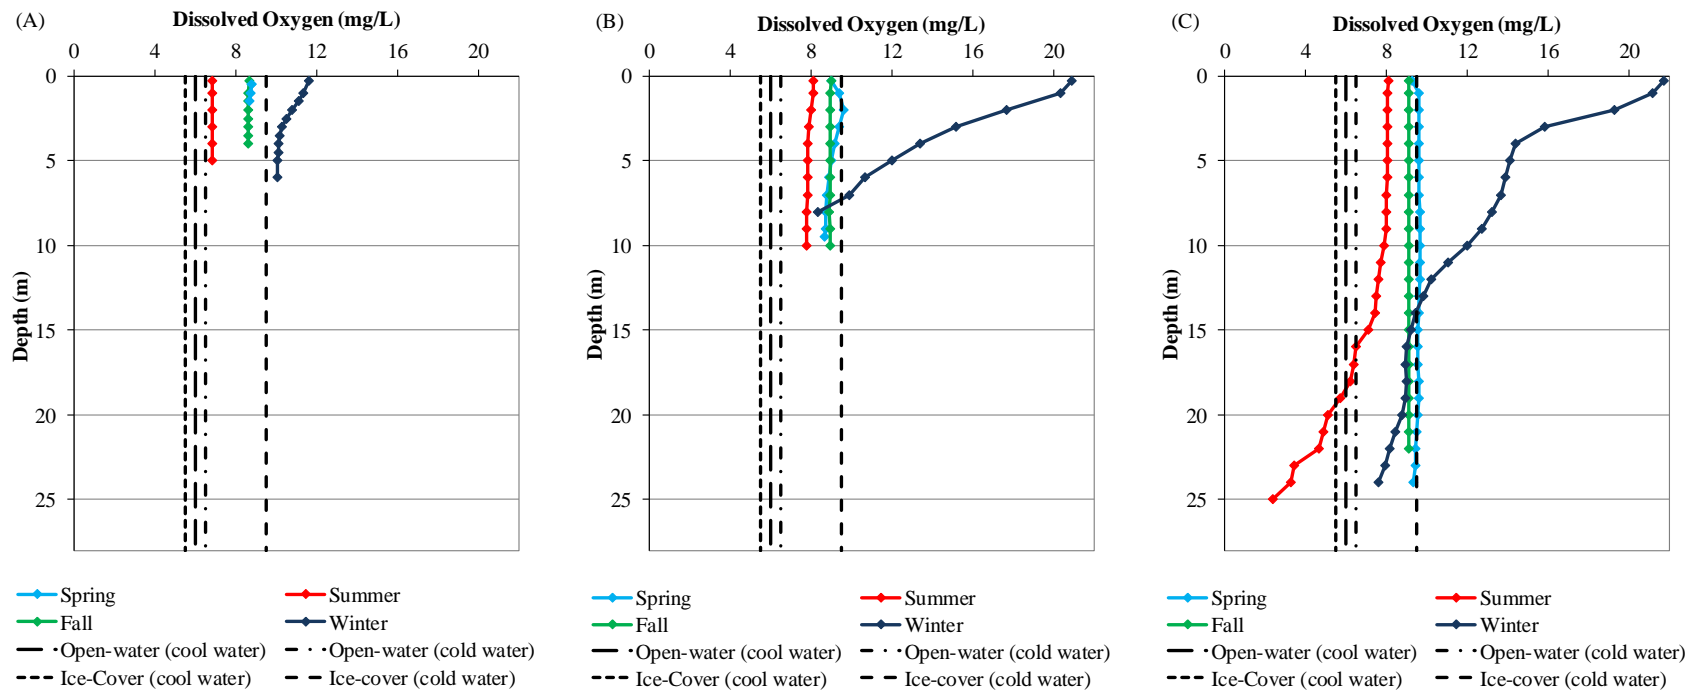 (A)
Dissolved Oxygen (mg/L)
0 4 8 12 16 20
0
5
10
15
20
25
Depth (m)
Spring
Summer
Fall
Winter
Open-water (cool water)
Open-water (cold water)
Ice-Cover (cool water)
Ice-cover (cold water)
(B)
Dissolved Oxygen (mg/L)
0 4 8 12 16 20
0
5
10
15
20
25
Depth (m)
Spring
Summer
Fall
Winter
Open-water (cool water)
Open-water (cold water)
Ice-Cover (cool water)
Ice-cover (cold water)
(C)
Dissolved Oxygen (mg/L)
0 4 8 12 16 20
0
5
10
15
20
25
Depth (m)
Spring
Summer
Fall
Winter
Open-water (cool water)
Open-water (cold water)
Ice-Cover (cool water)
Ice-cover (cold water)